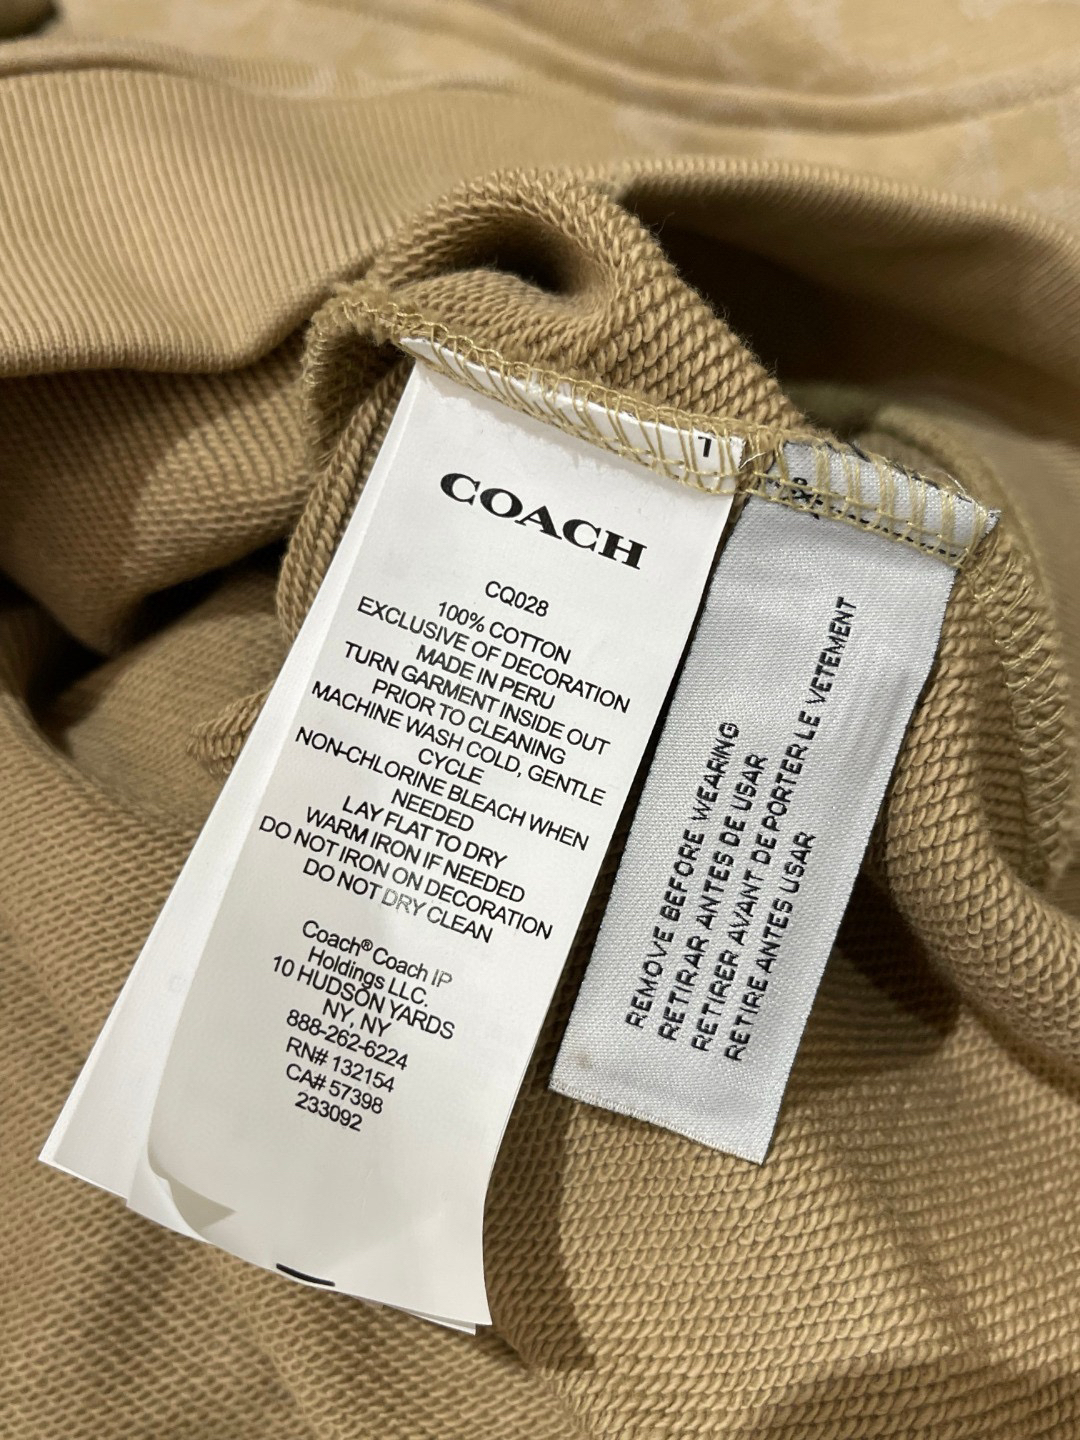 L
COACH
CQ028
100% COTTON
EXCLUSIVE OF DECORATION
MADE IN PERU
TURN GARMENT INSIDE OUT
PRIOR TO CLEANING
MACHINE WASH COLD, GENTLE
CYCLE
NON-CHLORINE BLEACH WHEN
NEEDED
LAY FLAT TO DRY
WARM IRON IF NEEDED
DO NOT IRON ON DECORATION
DO NOT DRY CLEAN
Coach® Coach IP
Holdings LLC.
10 HUDSON YARDS
NY, NY
888-262-6224
RN# 132154
CA# 57398
233092
REMOVE BEFORE WEARING
RETIRAR ANTES DE USAR
RETIRER AVANT DE PORTER LE VETEMENT
RETIRE ANTES USAR